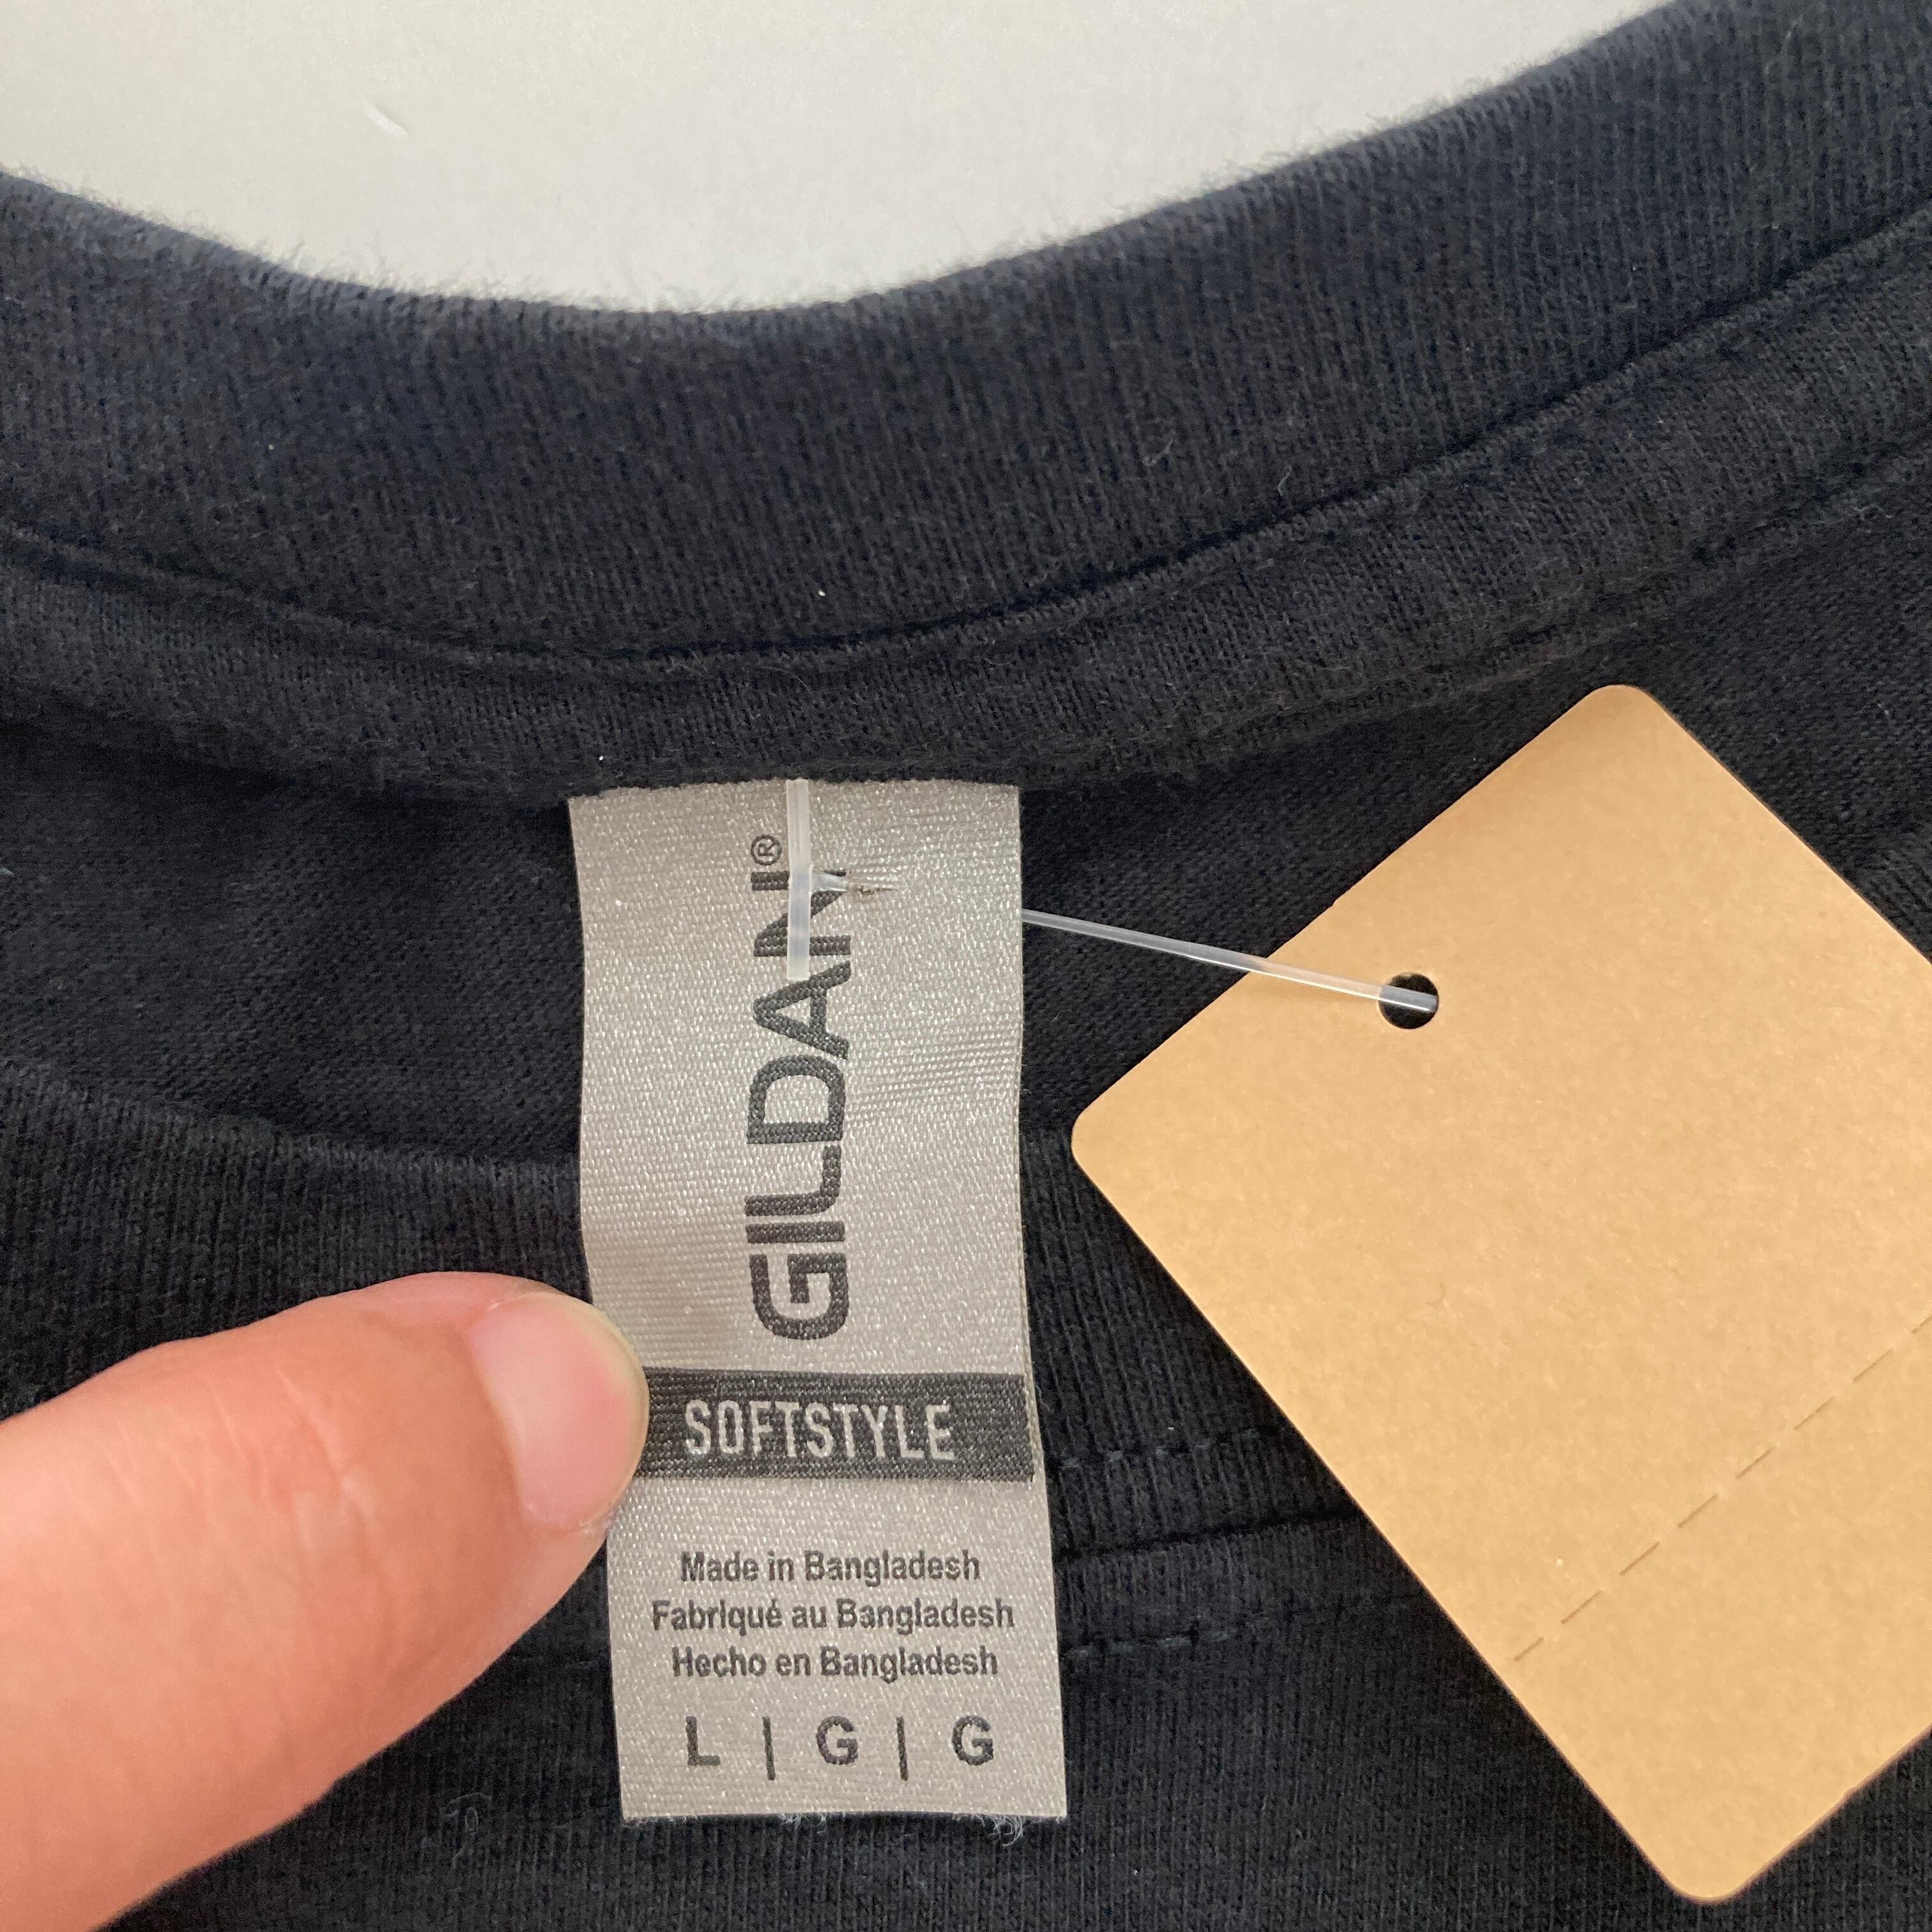 GILDAN®
SOFTSTYLE
Made in Bangladesh
Fabriqué au Bangladesh
Hecho en Bangladesh
L | G | G